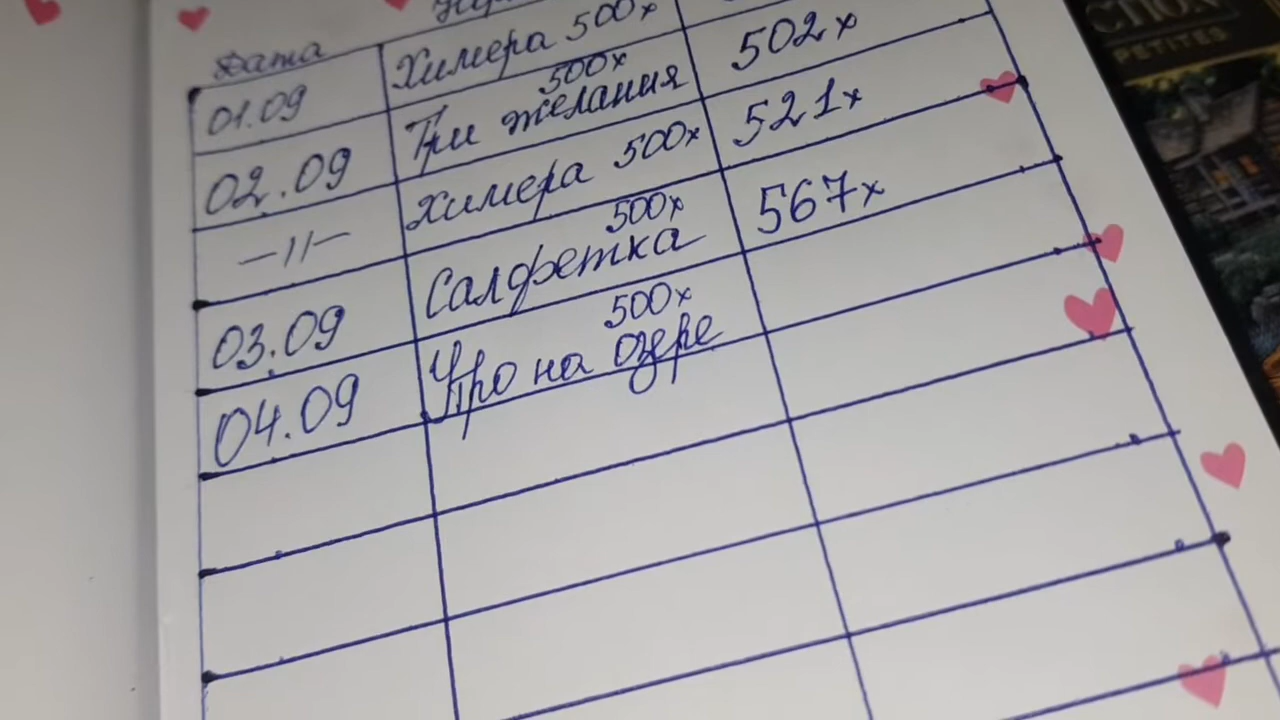 Дата
01.09 Химера 500х
02.09 Три желания 500х 502х
—11— Химера 500х 521х
03.09 Салфетка 500х 567х
04.09 Утро на озере 500х
PETITES